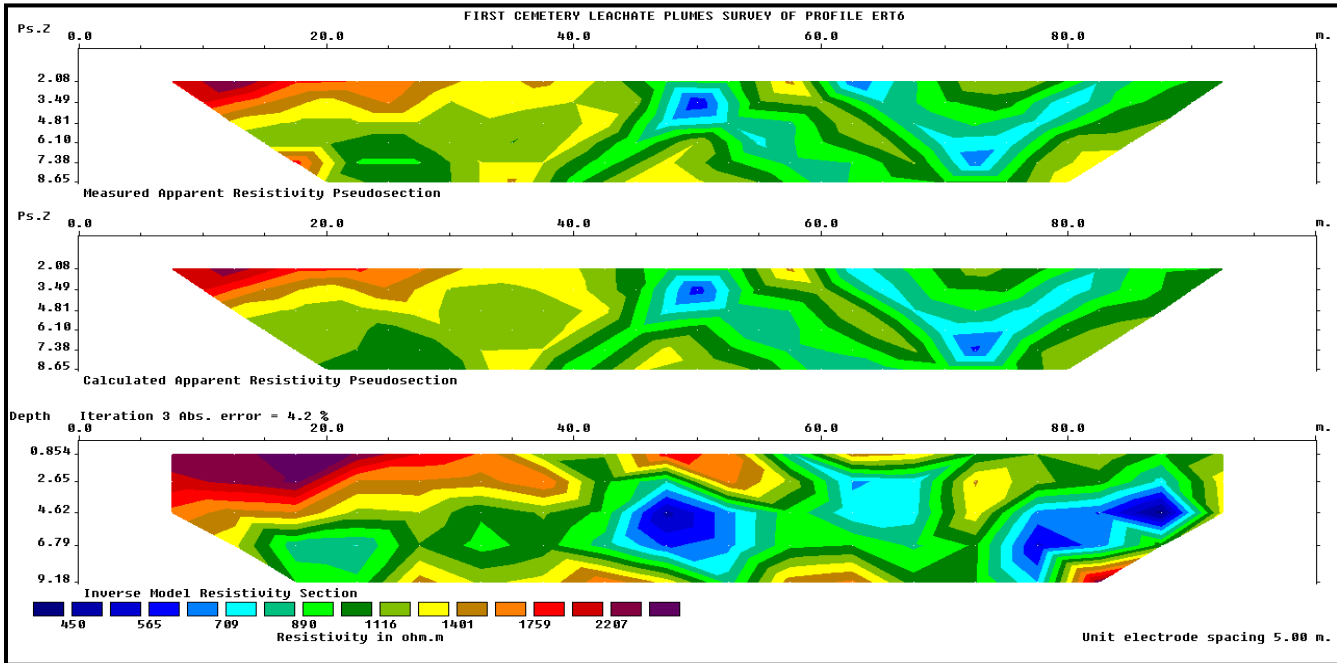 FIRST CEMETERY LEACHATE PLUMES SURVEY OF PROFILE ERT6
Ps.Z 0.0 20.0 40.0 60.0 80.0 m.
2.08
3.49
4.81
6.10
7.38
8.65
Measured Apparent Resistivity Pseudosection
Ps.Z 0.0 20.0 40.0 60.0 80.0 m.
2.08
3.49
4.81
6.10
7.38
8.65
Calculated Apparent Resistivity Pseudosection
Depth Iteration 3 Abs. error = 4.2 %
0.0 20.0 40.0 60.0 80.0 m.
0.854
2.65
4.62
6.79
9.18
Inverse Model Resistivity Section
450 565 709 890 1116 1401 1759 2207
Resistivity in ohm.m Unit electrode spacing 5.00 m.